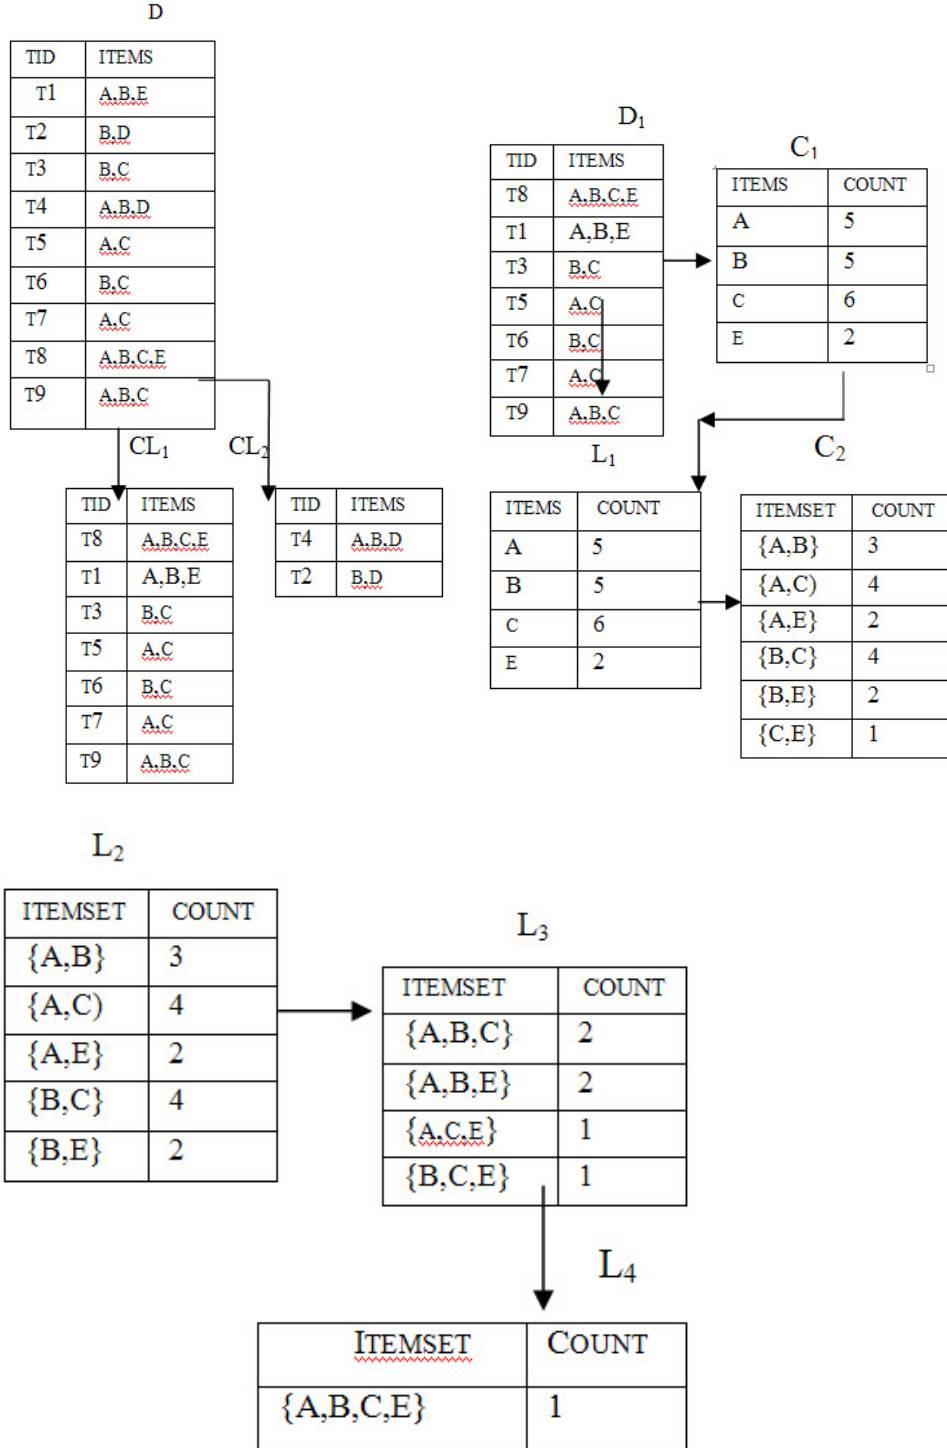 D
TID ITEMS
T1 A,B,E
T2 B,D
T3 B,C
T4 A,B,D
T5 A,C
T6 B,C
T7 A,C
T8 A,B,C,E
T9 A,B,C
CL1 CL2
TID ITEMS
T8 A,B,C,E
T1 A,B,E
T3 B,C
T5 A,C
T6 B,C
T7 A,C
T9 A,B,C
TID ITEMS
T4 A,B,D
T2 B,D
D1
TID ITEMS
T8 A,B,C,E
T1 A,B,E
T3 B,C
T5 A,C
T6 B,C
T7 A,C
T9 A,B,C
C1
ITEMS COUNT
A 5
B 5
C 6
E 2
L1
ITEMS COUNT
A 5
B 5
C 6
E 2
C2
ITEMSET COUNT
{A,B} 3
{A,C) 4
{A,E} 2
{B,C} 4
{B,E} 2
{C,E} 1
L2
ITEMSET COUNT
{A,B} 3
{A,C) 4
{A,E} 2
{B,C} 4
{B,E} 2
L3
ITEMSET COUNT
{A,B,C} 2
{A,B,E} 2
{A,C,E} 1
{B,C,E} 1
L4
ITEMSET COUNT
{A,B,C,E} 1